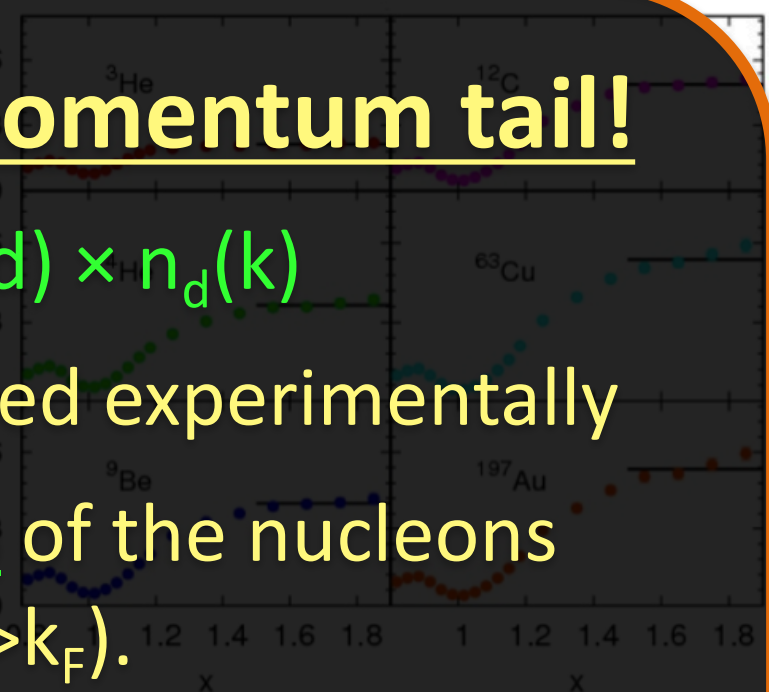 ³He ¹²C
omentum tail!
d) × n_d(k)
⁶³Cu
ed experimentally
⁹Be ¹⁹⁷Au
of the nucleons
1.2 1.4 1.6 1.8 1 1.2 1.4 1.6 1.8
>k_F).
x x